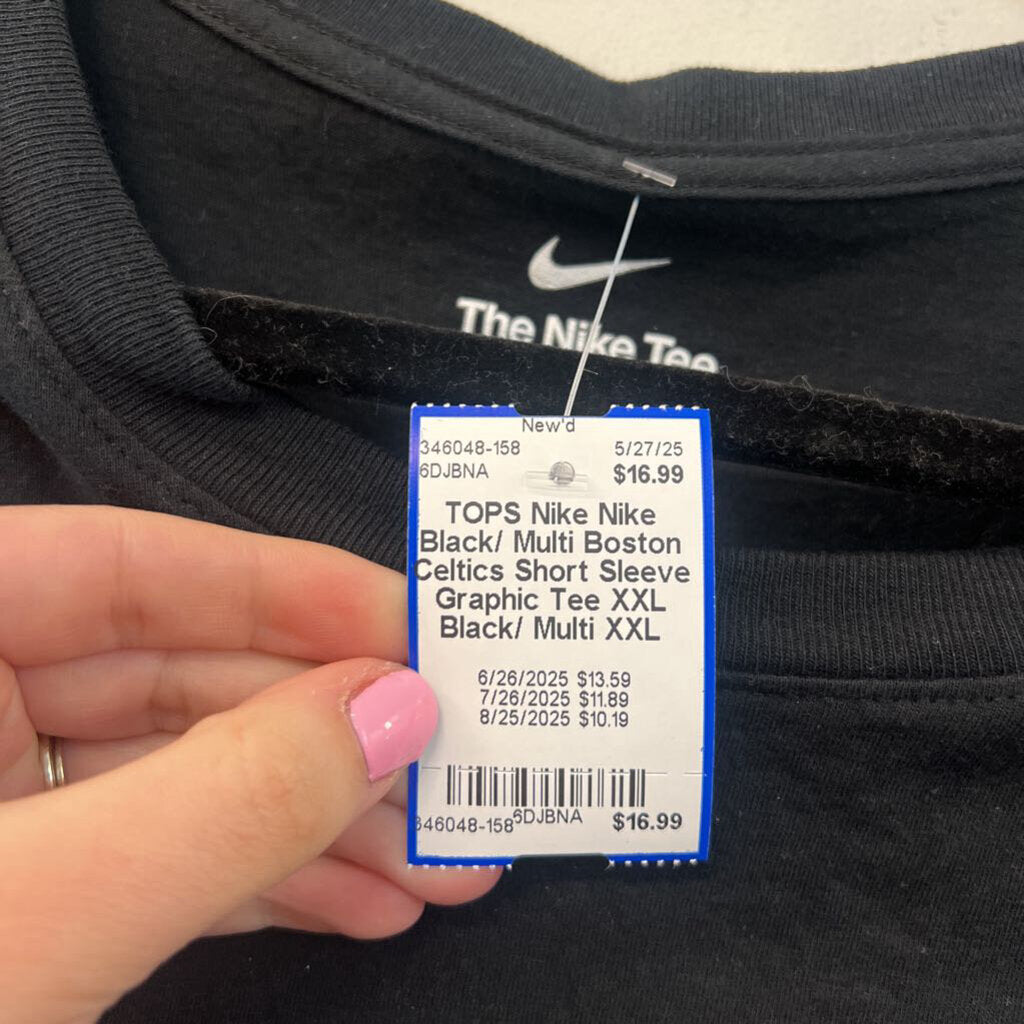 The Nike Tee
New'd
346048-158 5/27/25
6DJBNA $16.99
TOPS Nike Nike
Black/ Multi Boston
Celtics Short Sleeve
Graphic Tee XXL
Black/ Multi XXL
6/26/2025 $13.59
7/26/2025 $11.89
8/25/2025 $10.19
346048-158 6DJBNA $16.99